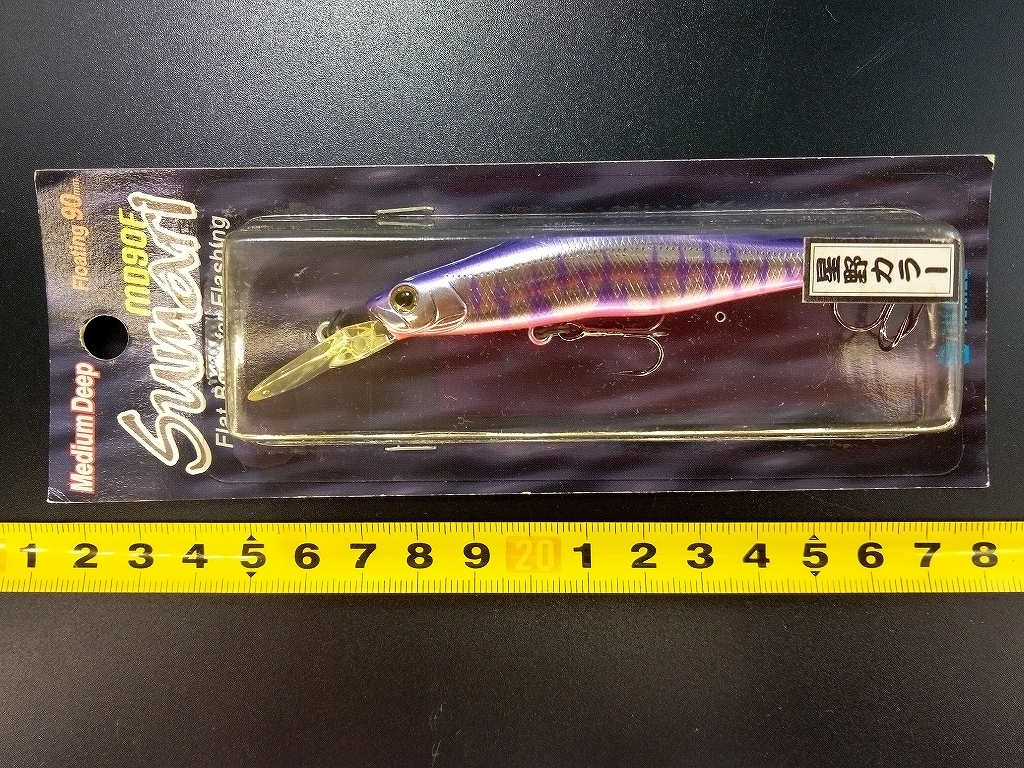 Floating 90mm
MD90F
Sumari
Medium Deep
Flat Flashing
星野カラー
1 2 3 4 5 6 7 8 9 20 1 2 3 4 5 6 7 8